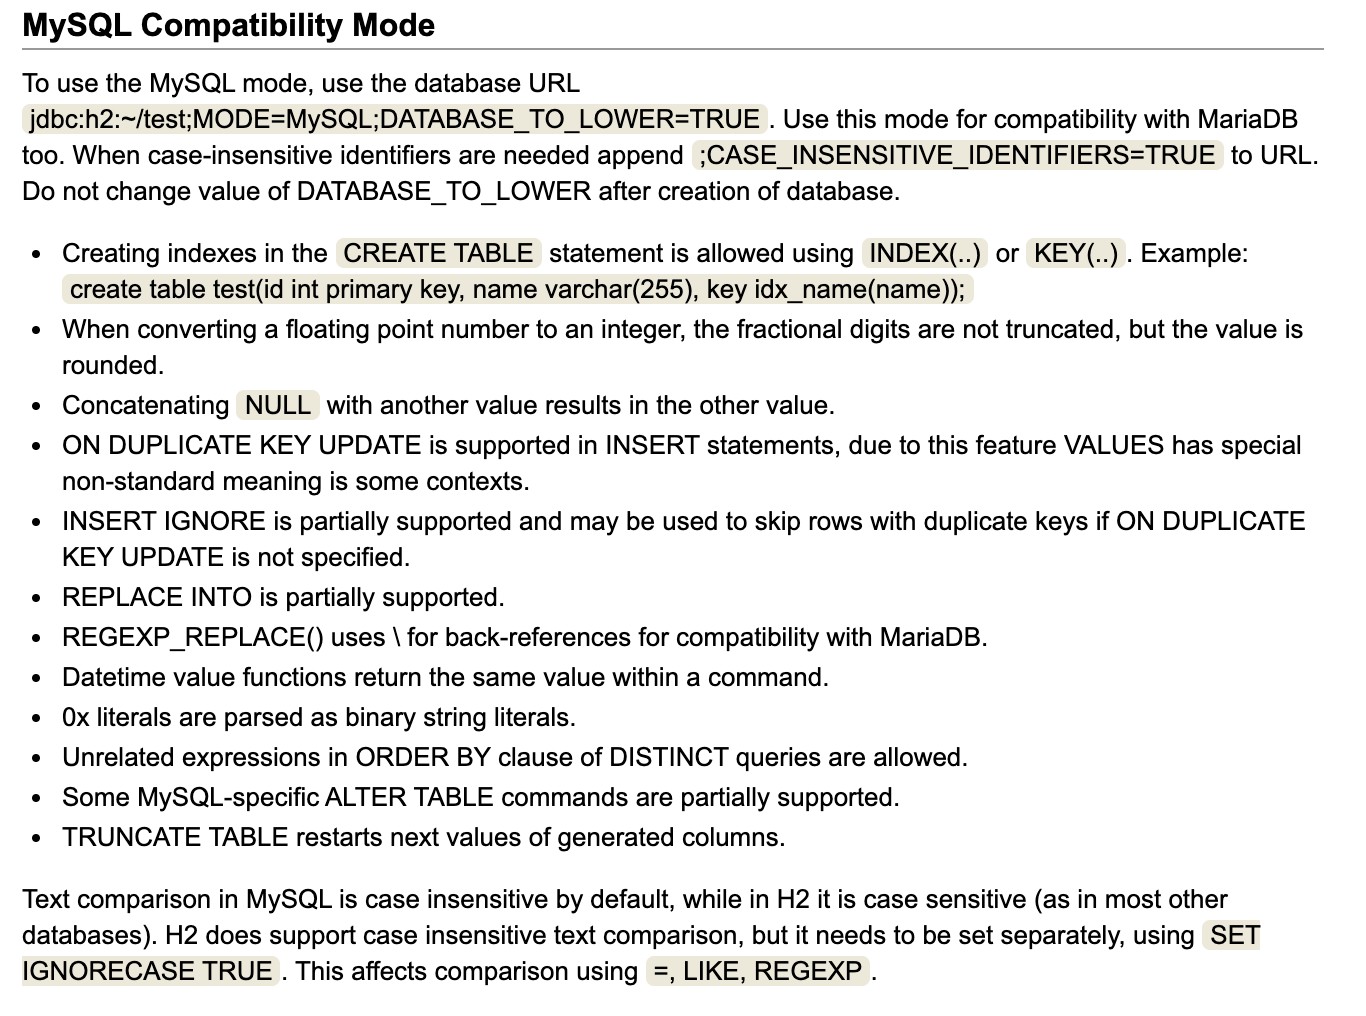 MySQL Compatibility Mode
To use the MySQL mode, use the database URL
jdbc:h2:~/test;MODE=MySQL;DATABASE_TO_LOWER=TRUE . Use this mode for compatibility with MariaDB
too. When case-insensitive identifiers are needed append ;CASE_INSENSITIVE_IDENTIFIERS=TRUE to URL.
Do not change value of DATABASE_TO_LOWER after creation of database.
• Creating indexes in the CREATE TABLE statement is allowed using INDEX(..) or KEY(..) . Example:
create table test(id int primary key, name varchar(255), key idx_name(name));
• When converting a floating point number to an integer, the fractional digits are not truncated, but the value is
rounded.
• Concatenating NULL with another value results in the other value.
• ON DUPLICATE KEY UPDATE is supported in INSERT statements, due to this feature VALUES has special
non-standard meaning is some contexts.
• INSERT IGNORE is partially supported and may be used to skip rows with duplicate keys if ON DUPLICATE
KEY UPDATE is not specified.
• REPLACE INTO is partially supported.
• REGEXP_REPLACE() uses \ for back-references for compatibility with MariaDB.
• Datetime value functions return the same value within a command.
• 0x literals are parsed as binary string literals.
• Unrelated expressions in ORDER BY clause of DISTINCT queries are allowed.
• Some MySQL-specific ALTER TABLE commands are partially supported.
• TRUNCATE TABLE restarts next values of generated columns.
Text comparison in MySQL is case insensitive by default, while in H2 it is case sensitive (as in most other
databases). H2 does support case insensitive text comparison, but it needs to be set separately, using SET
IGNORECASE TRUE . This affects comparison using =, LIKE, REGEXP .